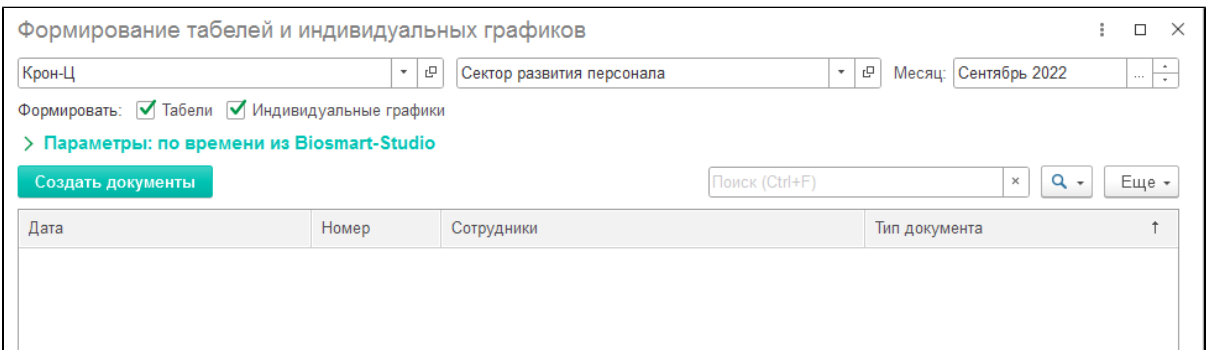 Формирование табелей и индивидуальных графиков
Крон-Ц Сектор развития персонала Месяц: Сентябрь 2022 ...
Формировать: Табели Индивидуальные графики
Параметры: по времени из Biosmart-Studio
Создать документы Поиск (Ctrl+F) × Еще
Дата Номер Сотрудники Тип документа ↑